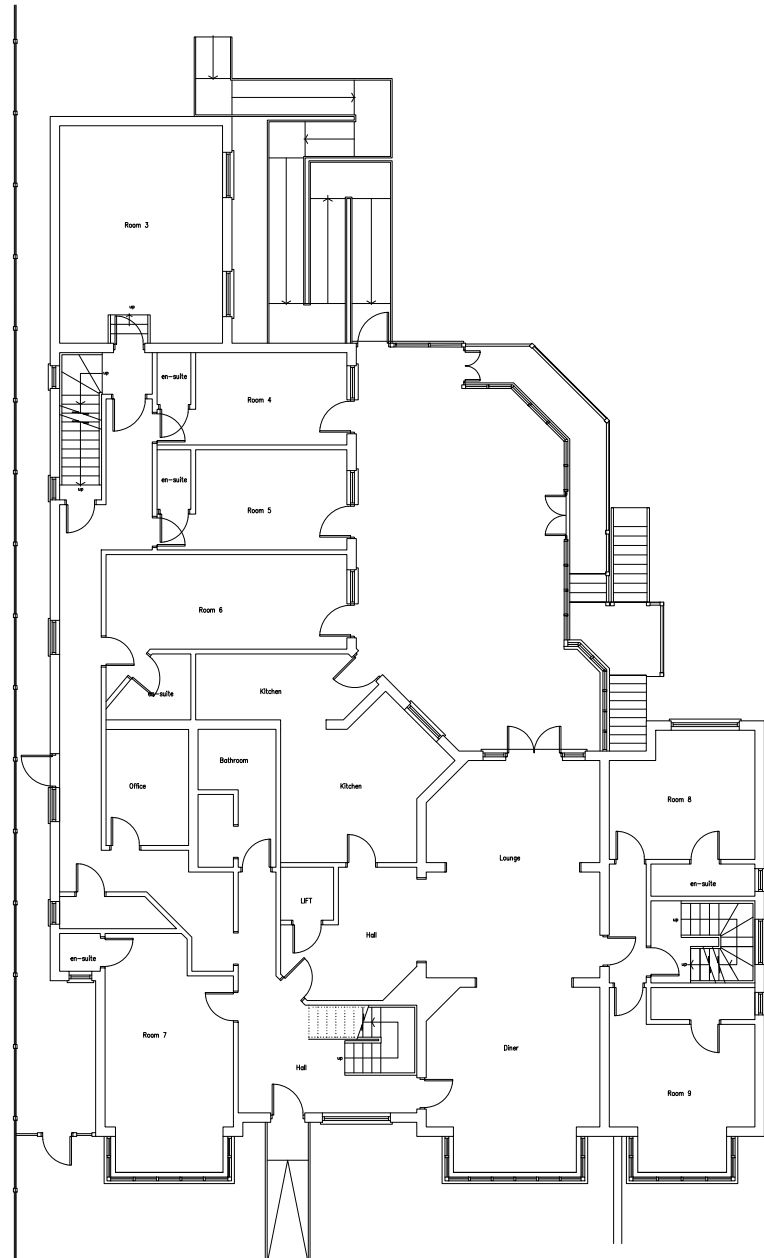 Room 3
up
up
en-suite
Room 4
en-suite
Room 5
up
Room 6
en-suite
Kitchen
Office
Bathroom
Kitchen
Room 8
Lounge
en-suite
LIFT
up
Hall
en-suite
up
Room 7
Diner
up
Hall
Room 9